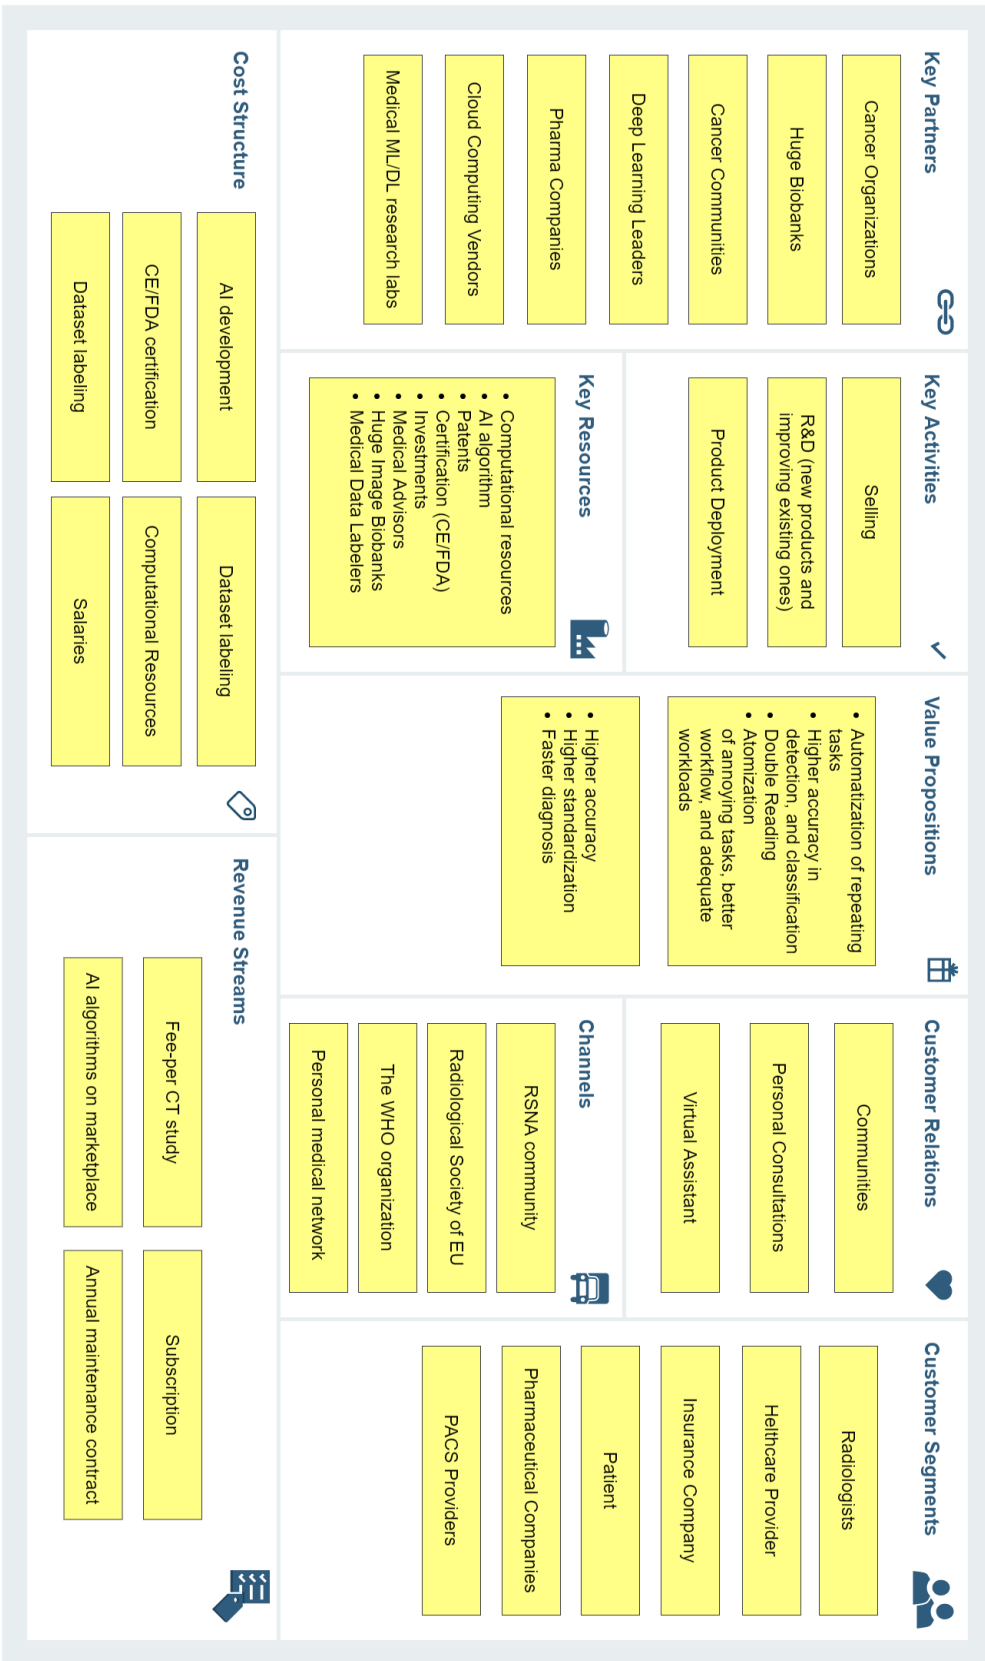 Key Partners
Cancer Organizations
Huge Biobanks
Cancer Communities
Deep Learning Leaders
Pharma Companies
Cloud Computing Vendors
Medical ML/DL research labs
Key Activities
Selling
R&D (new products and
improving existing ones)
Product Deployment
Key Resources
• Computational resources
• AI algorithm
• Patents
• Certification (CE/FDA)
• Investments
• Medical Advisors
• Huge Image Biobanks
• Medical Data Labelers
Value Propositions
• Automatization of repeating
tasks
• Higher accuracy in
detection, and classification
• Double Reading
• Atomization
of annoying tasks, better
workflow, and adequate
workloads
• Higher accuracy
• Higher standardization
• Faster diagnosis
Customer Relations
Communities
Personal Consultations
Virtual Assistant
Channels
RSNA community
Radiological Society of EU
The WHO organization
Personal medical network
Customer Segments
Radiologists
Helthcare Provider
Insurance Company
Patient
Pharmaceutical Companies
PACS Providers
Cost Structure
AI development
Dataset labeling
CE/FDA certification
Computational Resources
Dataset labeling
Salaries
Revenue Streams
Fee-per CT study
Subscription
AI algorithms on marketplace
Annual maintenance contract